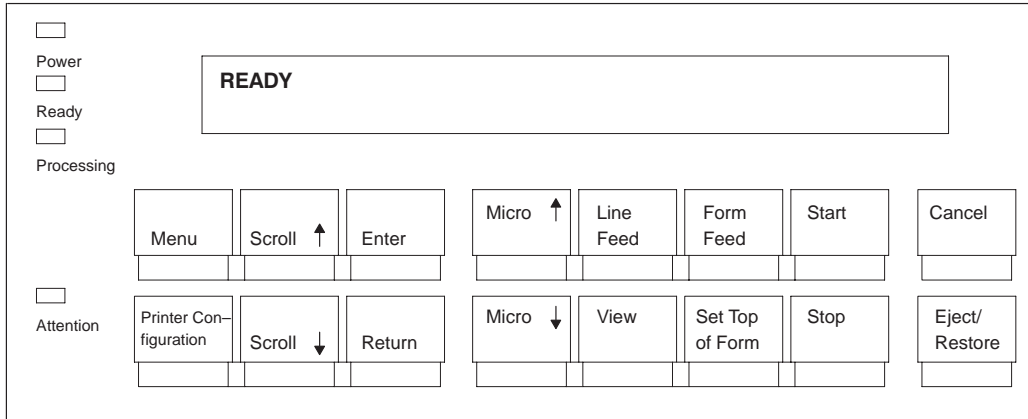 Power
READY
Ready
Processing
Menu
Scroll
Enter
Micro
Line
Feed
Form
Feed
Start
Cancel
Attention
Printer Con–
figuration
Scroll
Return
Micro
View
Set Top
of Form
Stop
Eject/
Restore